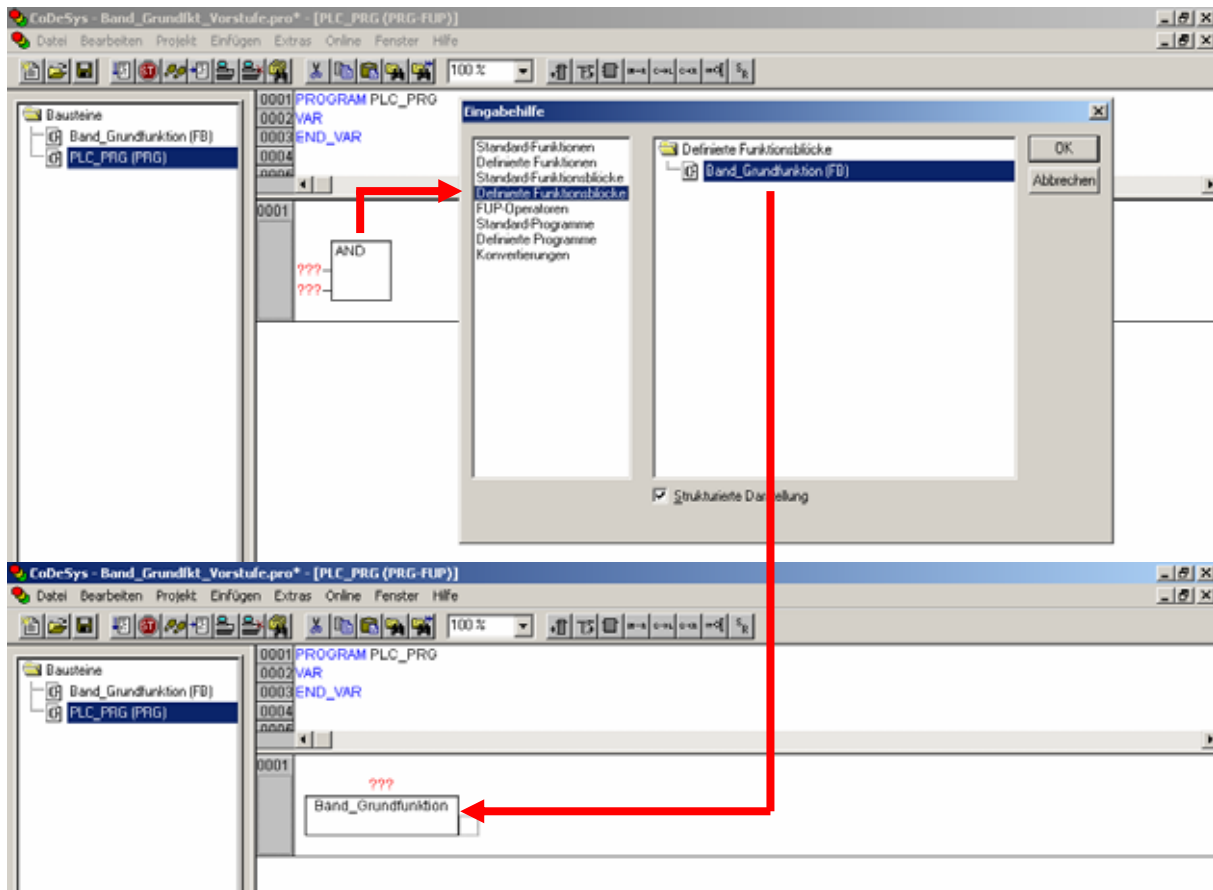 CoDeSys - Band_Grundfkt_Vorstufe.pro* - [PLC_PRG (PRG-FUP)]
Datei Bearbeiten Projekt Einfügen Extras Online Fenster Hilfe
100 %
Bausteine
Band_Grundfunktion (FB)
PLC_PRG (PRG)
0001 PROGRAM PLC_PRG
0002 VAR
0003 END_VAR
0004
0001
AND
???
???
Eingabehilfe
Standard-Funktionen
Definierte Funktionen
Standard-Funktionsblöcke
Definierte Funktionsblöcke
FUP-Operatoren
Standard-Programme
Definierte Programme
Konvertierungen
Definierte Funktionsblöcke
Band_Grundfunktion (FB)
OK
Abbrechen
Strukturierte Darstellung
CoDeSys - Band_Grundfkt_Vorstufe.pro* - [PLC_PRG (PRG-FUP)]
Datei Bearbeiten Projekt Einfügen Extras Online Fenster Hilfe
100 %
Bausteine
Band_Grundfunktion (FB)
PLC_PRG (PRG)
0001 PROGRAM PLC_PRG
0002 VAR
0003 END_VAR
0004
0001
???
Band_Grundfunktion